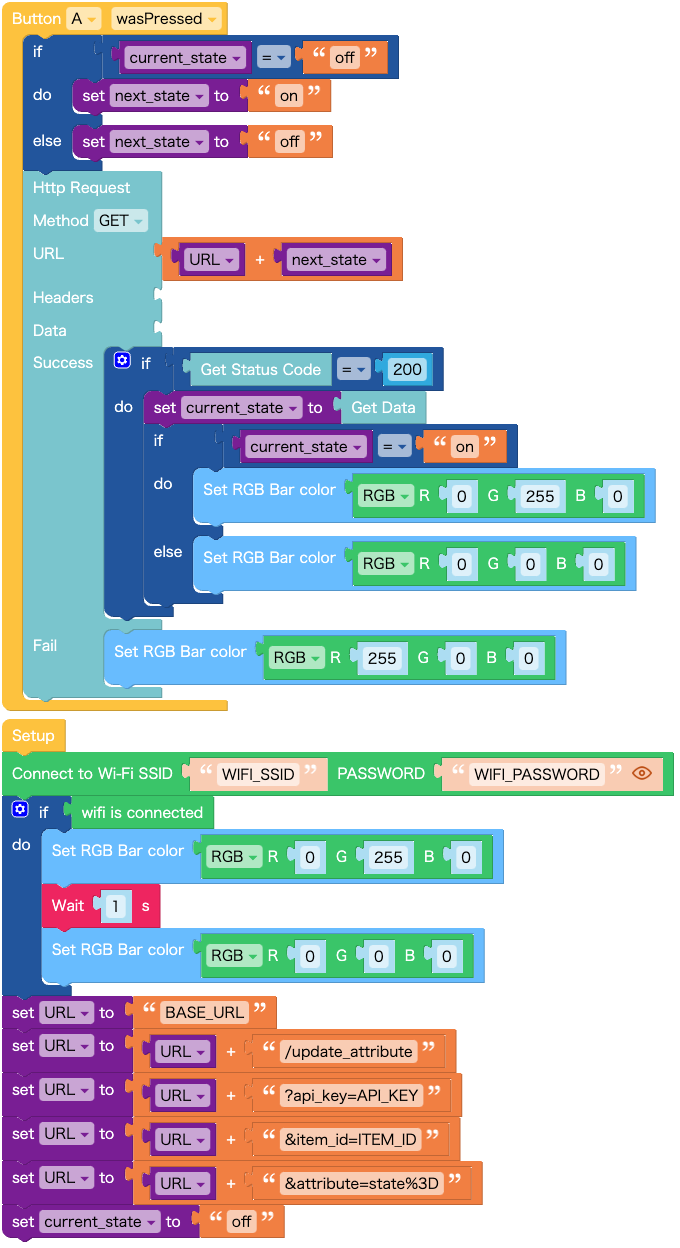 Button A wasPressed
if current_state = “ off ”
do set next_state to “ on ”
else set next_state to “ off ”
Http Request
Method GET
URL URL + next_state
Headers
Data
Success if Get Status Code = 200
do set current_state to Get Data
if current_state = “ on ”
do Set RGB Bar color RGB R 0 G 255 B 0
else Set RGB Bar color RGB R 0 G 0 B 0
Fail Set RGB Bar color RGB R 255 G 0 B 0
Setup
Connect to Wi-Fi SSID “ WIFI_SSID ” PASSWORD “ WIFI_PASSWORD ”
if wifi is connected
do Set RGB Bar color RGB R 0 G 255 B 0
Wait 1 s
Set RGB Bar color RGB R 0 G 0 B 0
set URL to “ BASE_URL ”
set URL to URL + “ /update_attribute ”
set URL to URL + “ ?api_key=API_KEY ”
set URL to URL + “ &item_id=ITEM_ID ”
set URL to URL + “ &attribute=state%3D ”
set current_state to “ off ”